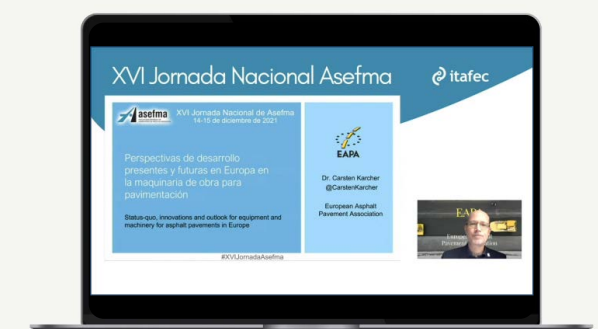 XVI Jornada Nacional Asefma
itafec
asefma
XVI Jornada Nacional de Asefma
14-15 de diciembre de 2021
Perspectivas de desarrollo
presentes y futuras en Europa en
la maquinaria de obra para
pavimentación
Status-quo, innovations and outlook for equipment and
machinery for asphalt pavements in Europe
EAPA
Dr. Carsten Karcher
@CarstenKarcher
European Asphalt
Pavement Association
#XVIJornadaAsefma